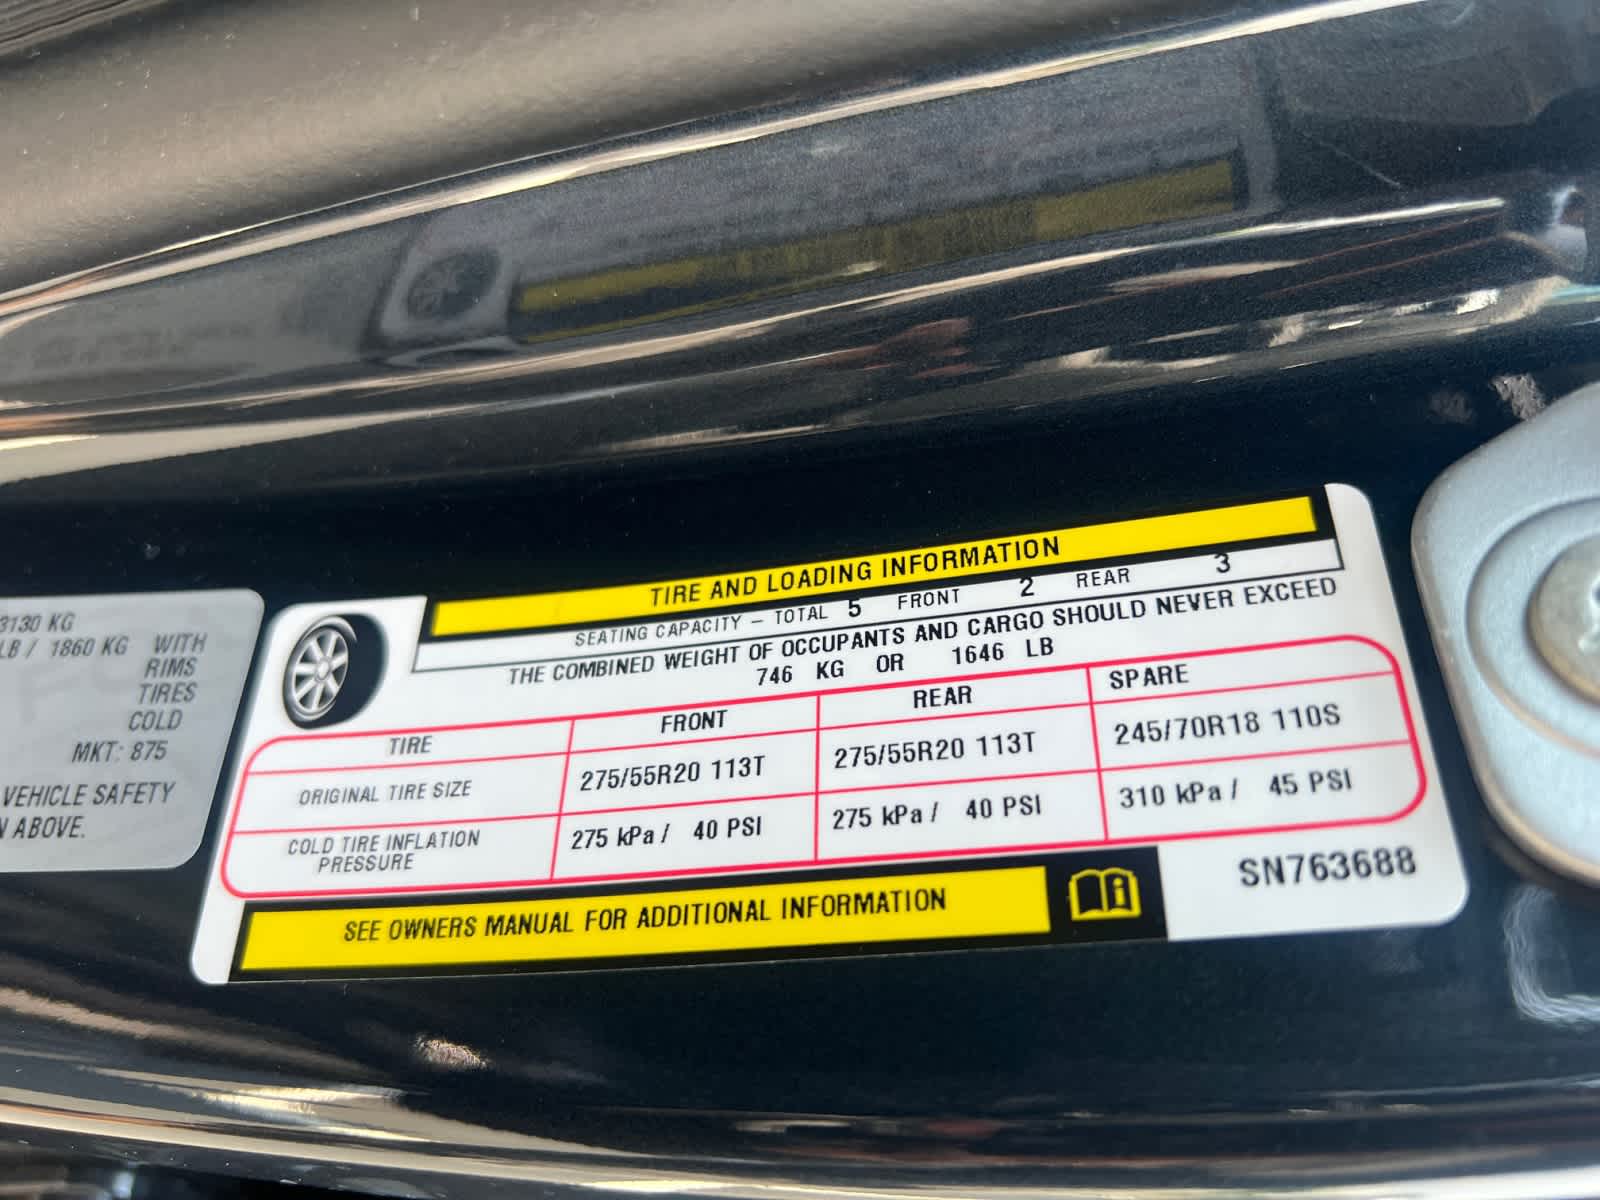 3130 KG
LB / 1860 KG WITH
RIMS
TIRES
COLD
MKT: 875
VEHICLE SAFETY
ABOVE.
TIRE AND LOADING INFORMATION
SEATING CAPACITY – TOTAL 5 FRONT 2 REAR 3
THE COMBINED WEIGHT OF OCCUPANTS AND CARGO SHOULD NEVER EXCEED
746 KG OR 1646 LB
TIRE FRONT REAR SPARE
ORIGINAL TIRE SIZE 275/55R20 113T 275/55R20 113T 245/70R18 110S
COLD TIRE INFLATION
PRESSURE 275 kPa / 40 PSI 275 kPa / 40 PSI 310 kPa / 45 PSI
SEE OWNERS MANUAL FOR ADDITIONAL INFORMATION
SN763688